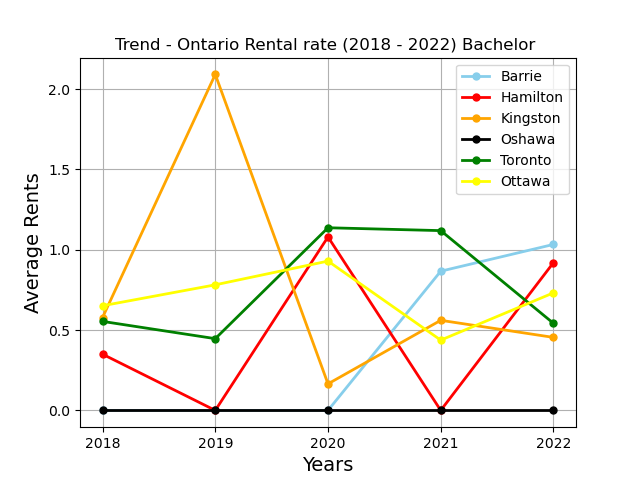 Trend - Ontario Rental rate (2018 - 2022) Bachelor
Average Rents
2.0
1.5
1.0
0.5
0.0
Barrie
Hamilton
Kingston
Oshawa
Toronto
Ottawa
2018 2019 2020 2021 2022
Years